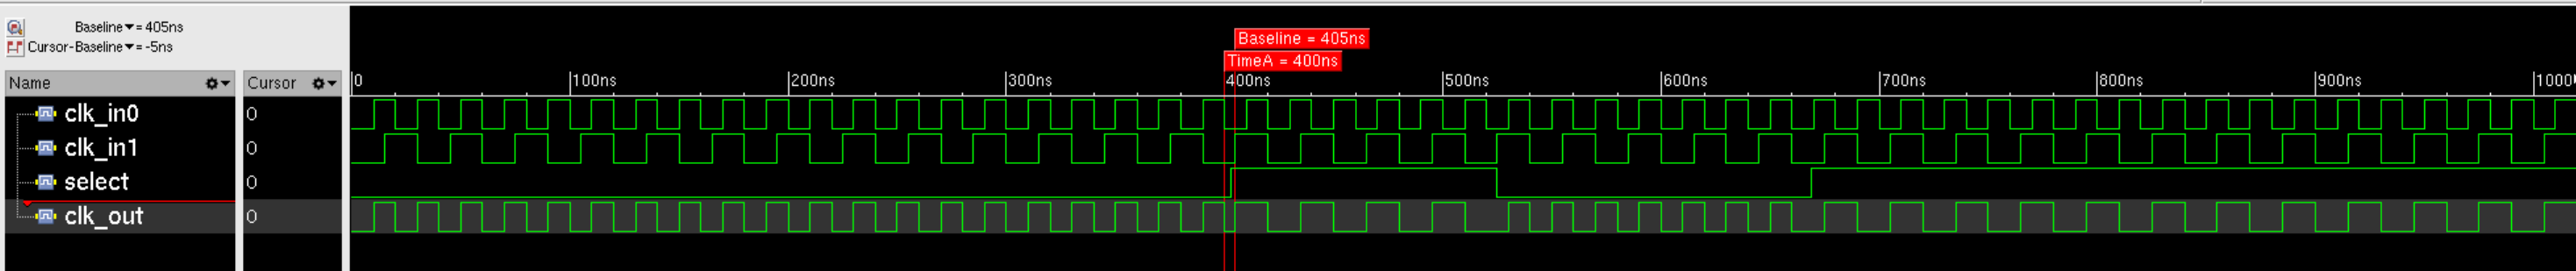 Baseline▼= 405ns
Cursor-Baseline▼= -5ns
Baseline = 405ns
TimeA = 400ns
Name
Cursor
0
100ns
200ns
300ns
400ns
500ns
600ns
700ns
800ns
900ns
1000
clk_in0
0
clk_in1
0
select
0
clk_out
0